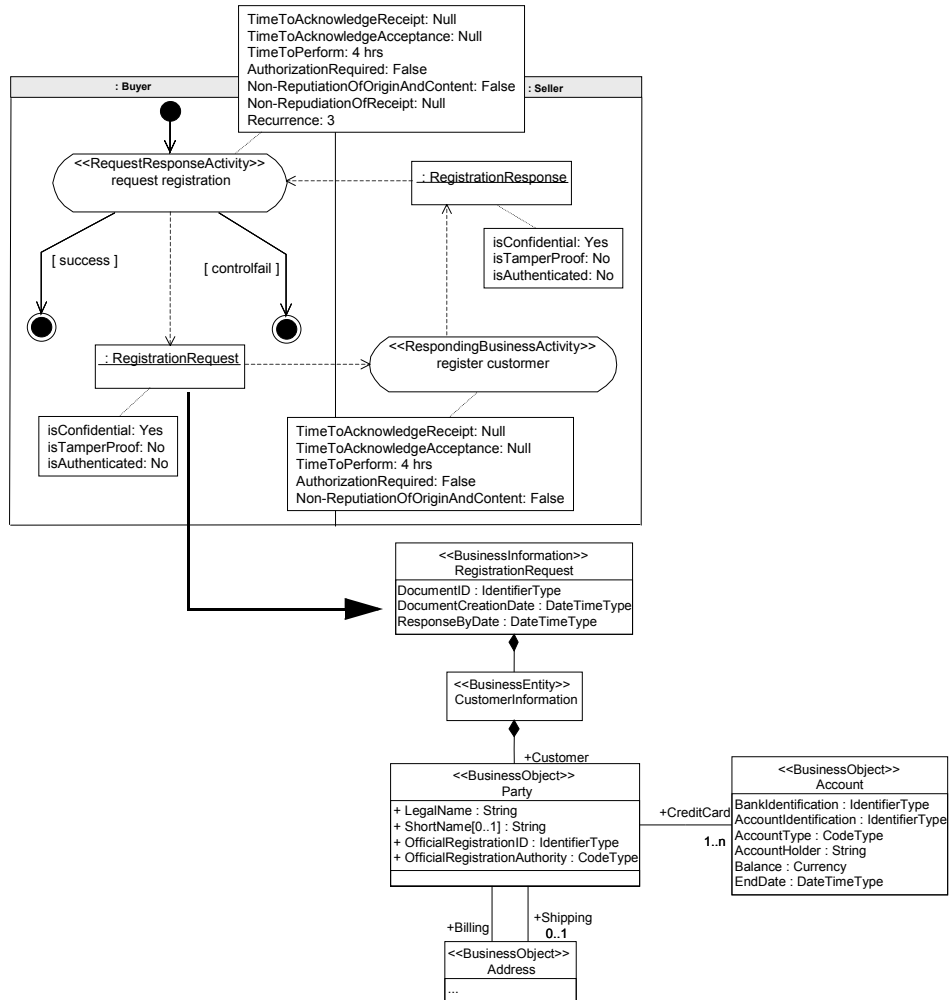 TimeToAcknowledgeReceipt: Null
TimeToAcknowledgeAcceptance: Null
TimeToPerform: 4 hrs
AuthorizationRequired: False
Non-ReputiationOfOriginAndContent: False
Non-RepudiationOfReceipt: Null
Recurrence: 3
: Buyer
: Seller
<<RequestResponseActivity>>
request registration
: RegistrationResponse
isConfidential: Yes
isTamperProof: No
isAuthenticated: No
[ success ]
[ controlfail ]
: RegistrationRequest
<<RespondingBusinessActivity>>
register custormer
isConfidential: Yes
isTamperProof: No
isAuthenticated: No
TimeToAcknowledgeReceipt: Null
TimeToAcknowledgeAcceptance: Null
TimeToPerform: 4 hrs
AuthorizationRequired: False
Non-ReputiationOfOriginAndContent: False
<<BusinessInformation>>
RegistrationRequest
DocumentID : IdentifierType
DocumentCreationDate : DateTimeType
ResponseByDate : DateTimeType
<<BusinessEntity>>
CustomerInformation
+Customer
<<BusinessObject>>
Party
+ LegalName : String
+ ShortName[0..1] : String
+ OfficialRegistrationID : IdentifierType
+ OfficialRegistrationAuthority : CodeType
+CreditCard
1..n
<<BusinessObject>>
Account
BankIdentification : IdentifierType
AccountIdentification : IdentifierType
AccountType : CodeType
AccountHolder : String
Balance : Currency
EndDate : DateTimeType
+Billing
+Shipping
0..1
<<BusinessObject>>
Address
...